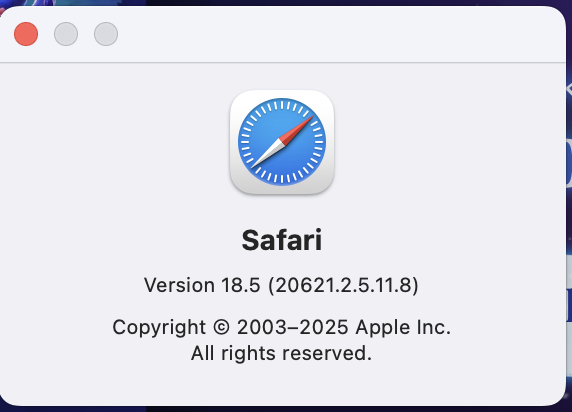 Safari
Version 18.5 (20621.2.5.11.8)
Copyright © 2003–2025 Apple Inc.
All rights reserved.